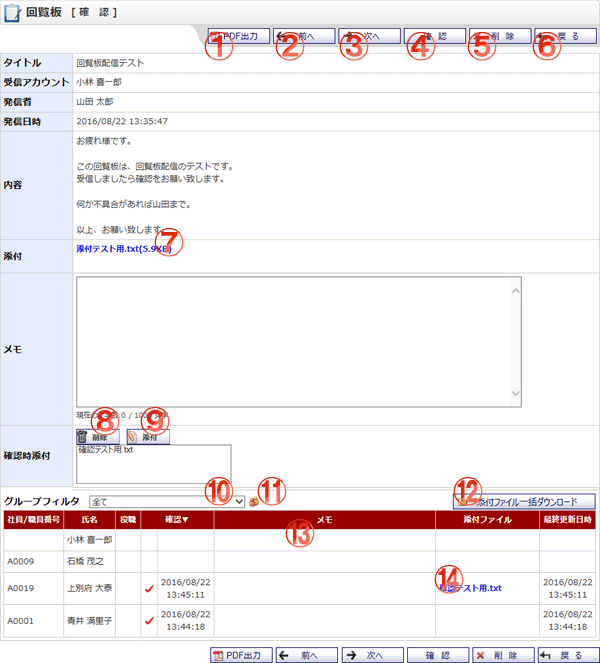 回覧板 [ 確 認 ]
① PDF出力 ② 前へ ③ 次へ ④ 確 認 ⑤ 削 除 ⑥ 戻 る
タイトル 回覧板配信テスト
受信アカウント 小林 喜一郎
発信者 山田 太郎
発信日時 2016/08/22 13:35:47
お疲れ様です。
この回覧板は、回覧板配信のテストです。
受信しましたら確認をお願い致します。
内容
何か不具合があれば山田まで。
以上、お願い致します。
⑦
添付 添付テスト用.txt(5.9KB)
メモ
現在の 0 / 100
⑧ ⑨
削除 添付
確認時添付 確認テスト用.txt
グループフィルタ 全て ⑩ ⑪ ⑫ 添付ファイル一括ダウンロード
社員/職員番号 氏名 役職 確認▼ メモ 添付ファイル 最終更新日時
⑬
小林 喜一郎
A0009 石橋 茂之
⑭
A0019 上別府 大泰 2016/08/22 13:45:11 確認テスト用.txt 2016/08/22 13:45:11
A0001 青井 満里子 2016/08/22 13:44:18 2016/08/22 13:44:18
PDF出力 前へ 次へ 確 認 削 除 戻 る